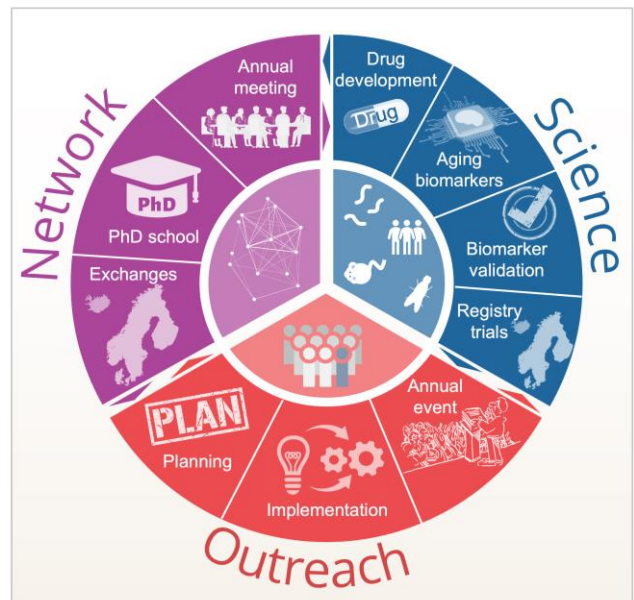 Network
Annual
meeting
PhD
PhD school
Exchanges
Science
Drug
development
Drug
Aging
biomarkers
Biomarker
validation
Registry
trials
Outreach
PLAN
Planning
Implementation
Annual
event